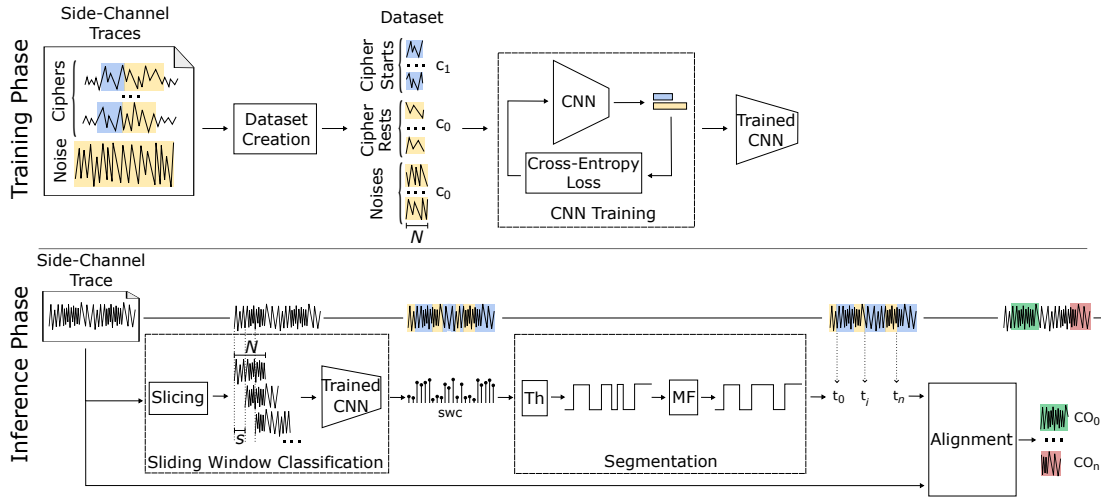 Training Phase
Side-Channel
Traces
Ciphers
Noise
Dataset
Creation
Dataset
Cipher
Starts
c1
Cipher
Rests
c0
Noises
c0
N
CNN
Cross-Entropy
Loss
CNN Training
Trained
CNN
Inference Phase
Side-Channel
Trace
Slicing
N
s
Trained
CNN
Sliding Window Classification
swc
Th
MF
Segmentation
t0
ti
tn
Alignment
CO0
COn